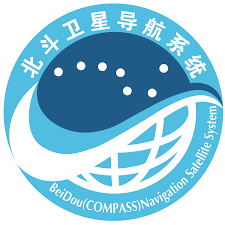 北斗卫星导航系统
BeiDou(COMPASS)Navigation Satellite System